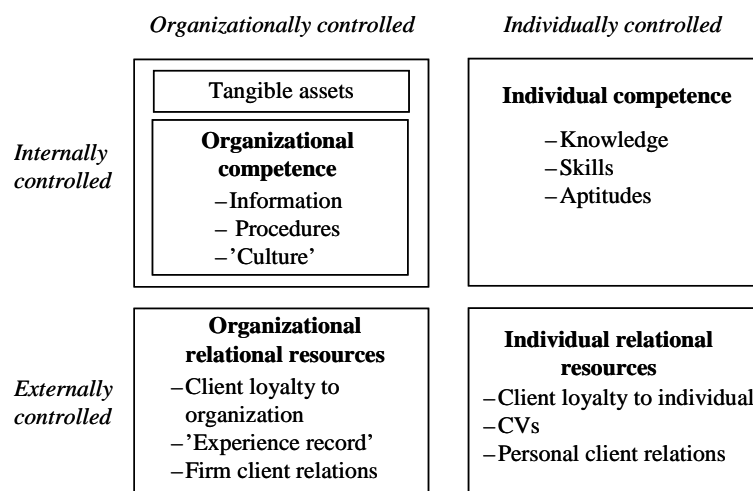 Organizationally controlled
Individually controlled
Internally
controlled
Tangible assets
Organizational
competence
–Information
– Procedures
–'Culture'
Individual competence
–Knowledge
–Skills
–Aptitudes
Externally
controlled
Organizational
relational resources
–Client loyalty to
organization
–'Experience record'
–Firm client relations
Individual relational
resources
–Client loyalty to individual
–CVs
–Personal client relations